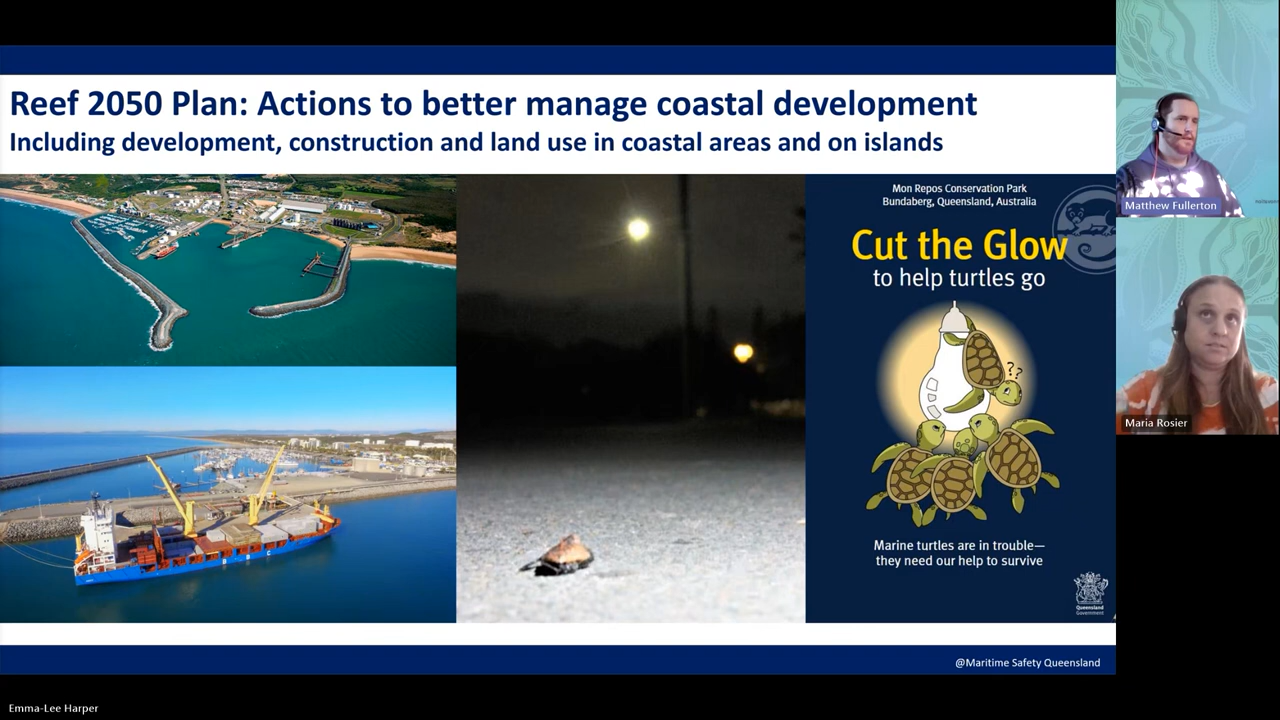 Reef 2050 Plan: Actions to better manage coastal development
Including development, construction and land use in coastal areas and on islands
Mon Repos Conservation Park
Bundaberg, Queensland, Australia
Cut the Glow
to help turtles go
??
Marine turtles are in trouble—
they need our help to survive
Queensland
Government
B B C
@Maritime Safety Queensland
Matthew Fullerton
Maria Rosier
Emma-Lee Harper